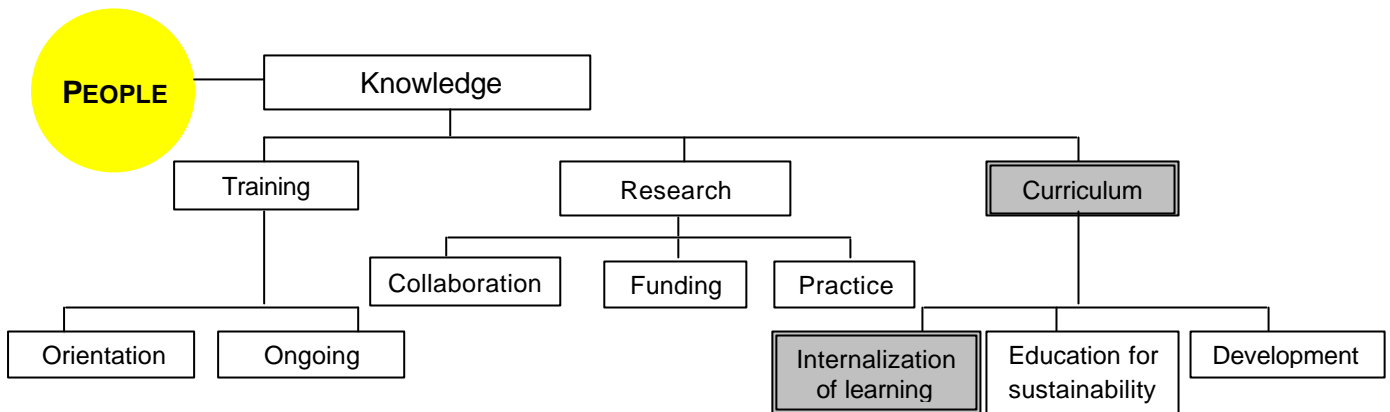 PEOPLE
Knowledge
Training
Research
Curriculum
Collaboration
Funding
Practice
Orientation
Ongoing
Internalization
of learning
Education for
sustainability
Development